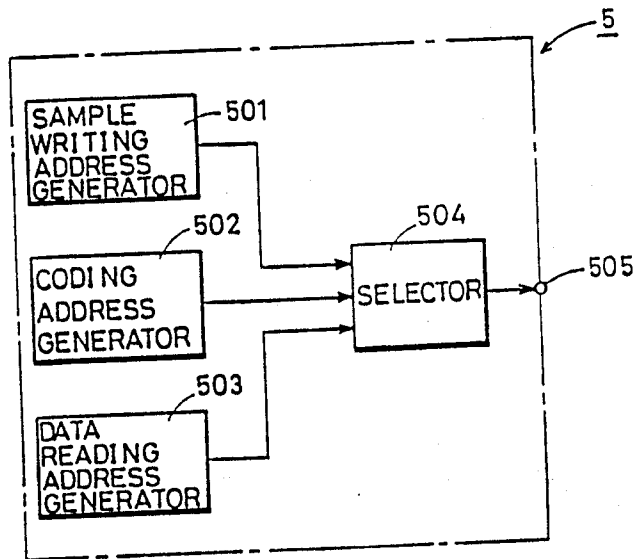 5
SAMPLE
WRITING
ADDRESS
GENERATOR
501
502
CODING
ADDRESS
GENERATOR
503
DATA
READING
ADDRESS
GENERATOR
504
SELECTOR
505